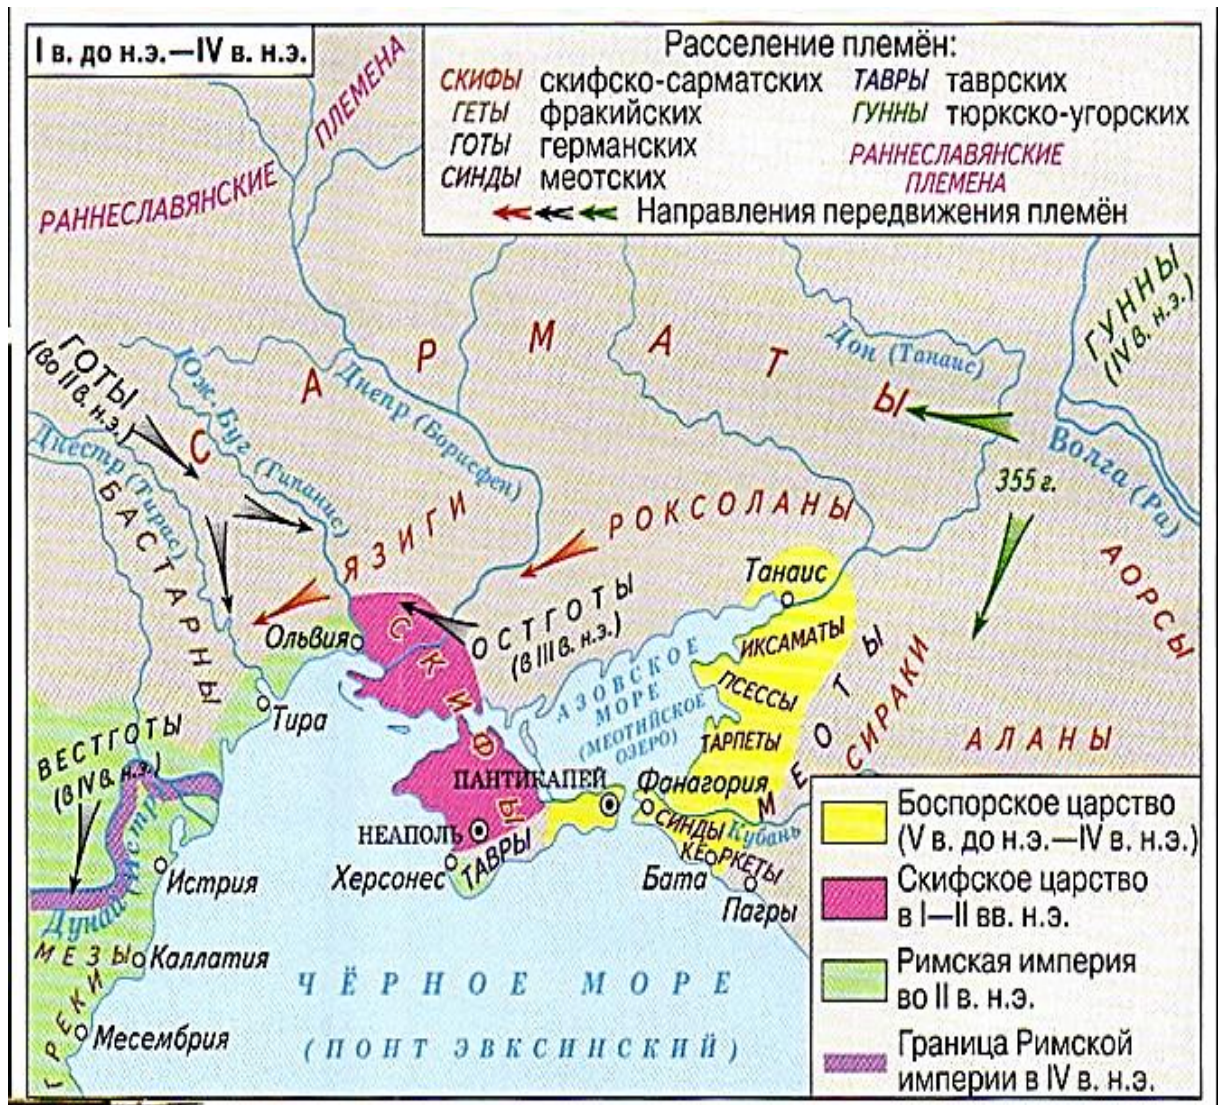 I в. до н.э.—IV в. н.э.
Расселение племён:
СКИФЫ скифско-сарматских
ГЕТЫ фракийских
ГОТЫ германских
СИНДЫ меотских
ТАВРЫ таврских
ГУННЫ тюркско-угорских
РАННЕСЛАВЯНСКИЕ
ПЛЕМЕНА
Направления передвижения племён
РАННЕСЛАВЯНСКИЕ ПЛЕМЕНА
ГОТЫ
(во II в. н.э.)
Юж. Буг (Гипанис)
Днестр (Тирас)
Днепр (Борисфен)
САРМАТЫ
Дон (Танаис)
ГУННЫ
(IV в. н.э.)
Волга (Ра)
355 г.
БАСТАРНЫ
ЯЗИГИ
РОКСОЛАНЫ
АОРСЫ
ОСТГОТЫ
(в III в. н.э.)
Танаис
Ольвия
СКИФЫ
Тира
АЗОВСКОЕ
МОРЕ
(МЕОТИЙСКОЕ
ОЗЕРО)
ИКСАМАТЫ
ПСЕССЫ
ТАРПЕТЫ
МЕОТЫ
СИРАКИ
АЛАНЫ
ВЕСТГОТЫ
(в IV в. н.э.)
ПАНТИКАПЕЙ
Фанагория
НЕАПОЛЬ
СИНДЫ
Кубань
КЕРКЕТЫ
Херсонес
ТАВРЫ
Бата
Пагры
Истрия
Дунай (Истр)
МЕЗЫ
Каллатия
ГРЕКИ
Месембрия
ЧЁРНОЕ МОРЕ
(ПОНТ ЭВКСИНСКИЙ)
Боспорское царство
(V в. до н.э.—IV в. н.э.)
Скифское царство
в I—II вв. н.э.
Римская империя
во II в. н.э.
Граница Римской
империи в IV в. н.э.